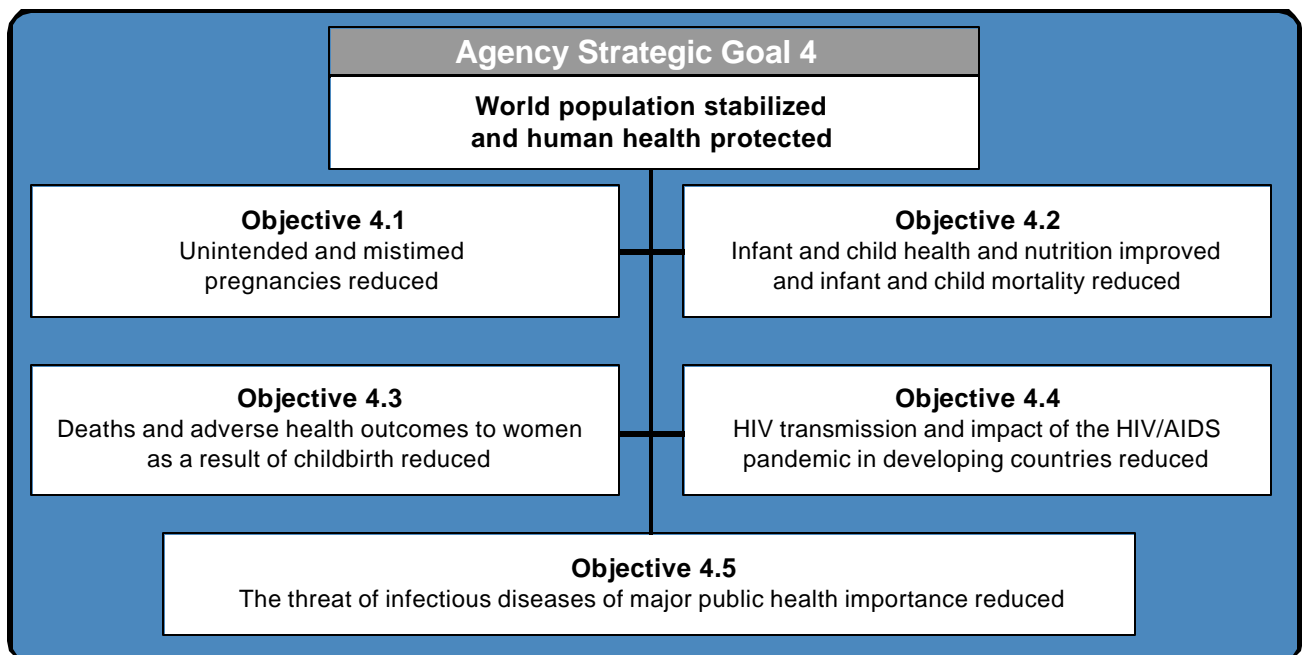 Agency Strategic Goal 4
World population stabilized
and human health protected
Objective 4.1
Unintended and mistimed
pregnancies reduced
Objective 4.2
Infant and child health and nutrition improved
and infant and child mortality reduced
Objective 4.3
Deaths and adverse health outcomes to women
as a result of childbirth reduced
Objective 4.4
HIV transmission and impact of the HIV/AIDS
pandemic in developing countries reduced
Objective 4.5
The threat of infectious diseases of major public health importance reduced